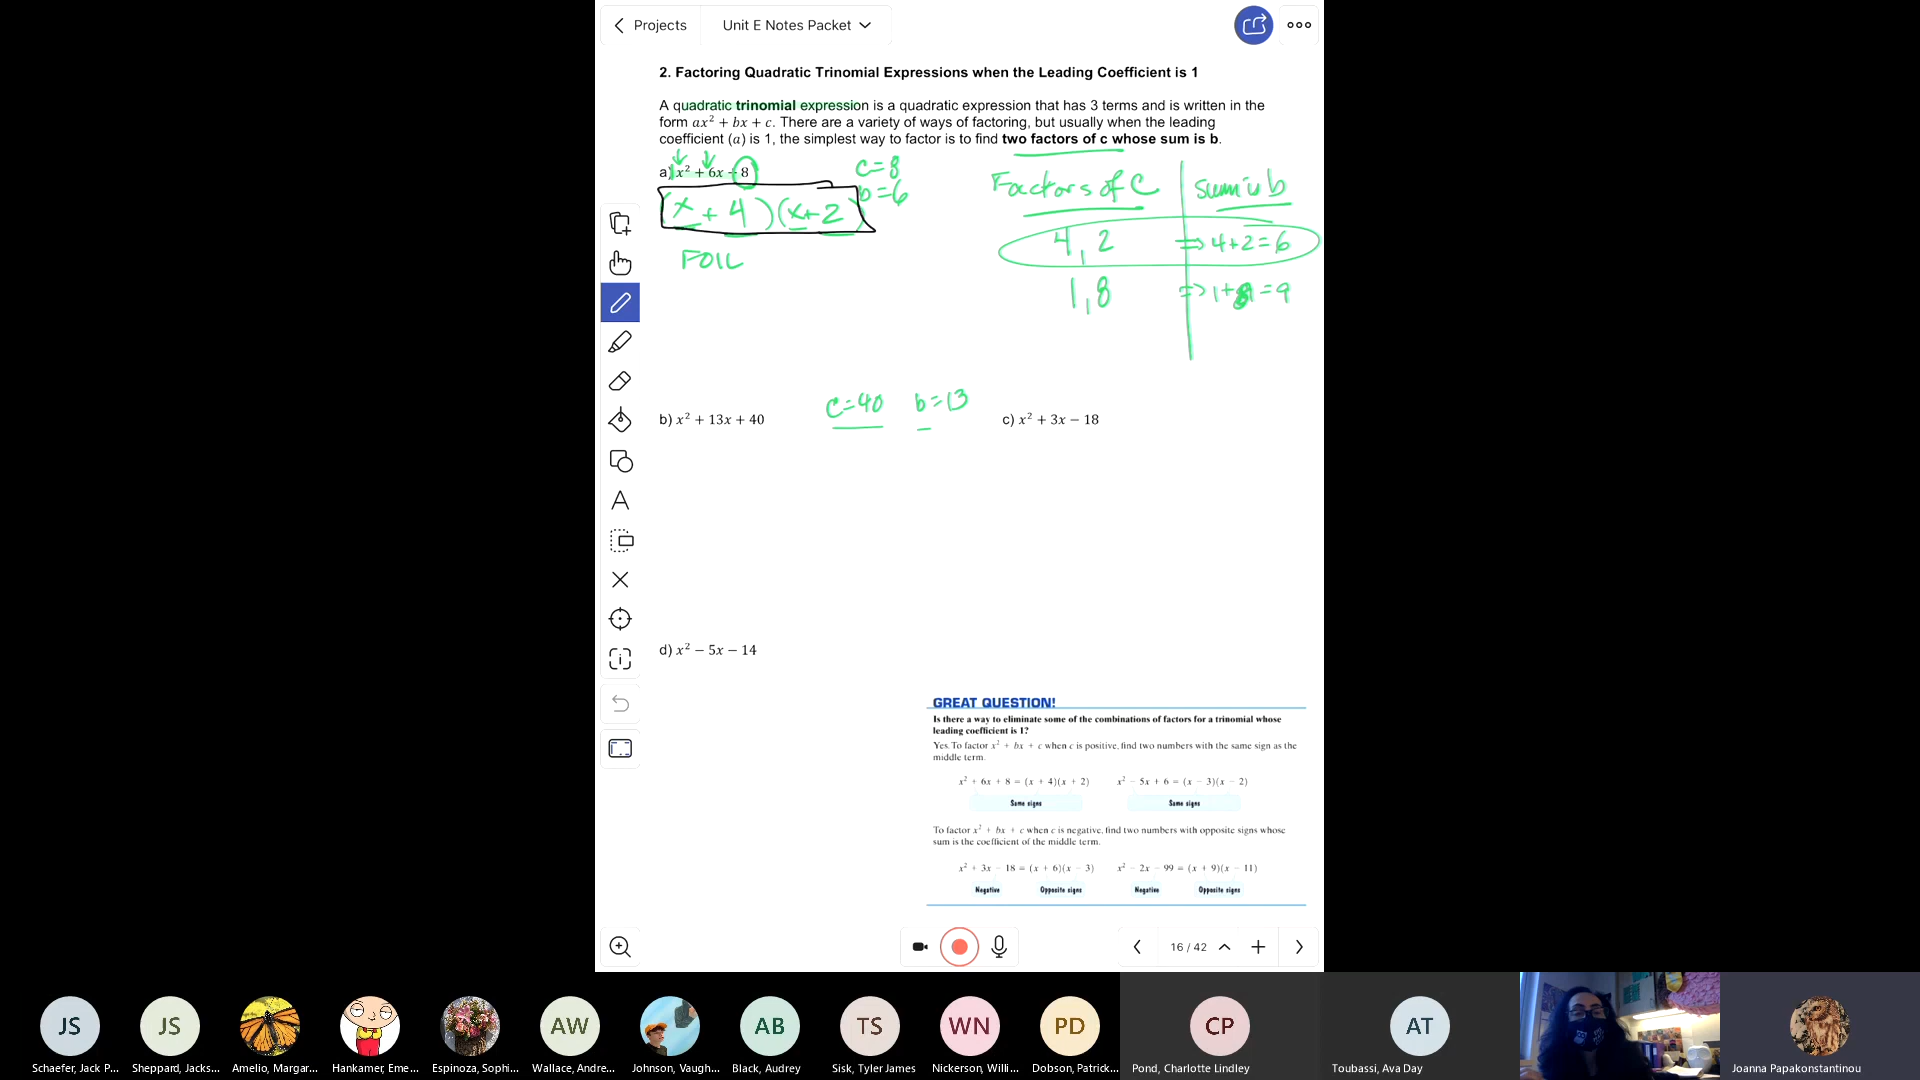 Projects
Unit E Notes Packet
2. Factoring Quadratic Trinomial Expressions when the Leading Coefficient is 1
A quadratic trinomial expression is a quadratic expression that has 3 terms and is written in the
form ax² + bx + c. There are a variety of ways of factoring, but usually when the leading
coefficient (a) is 1, the simplest way to factor is to find two factors of c whose sum is b.
a) x² + 6x + 8
c=8
b=6
(x + 4)(x+2)
FOIL
Factors of C
sum is b
4, 2
⇒ 4+2=6
1, 8
⇒ 1+8=9
b) x² + 13x + 40
c=40 b=13
c) x² + 3x − 18
d) x² − 5x − 14
GREAT QUESTION!
Is there a way to eliminate some of the combinations of factors for a trinomial whose
leading coefficient is 1?
Yes. To factor x² + bx + c when c is positive, find two numbers with the same sign as the
middle term.
x² + 6x + 8 = (x + 4)(x + 2)
x² − 5x + 6 = (x − 3)(x − 2)
Same signs
Same signs
To factor x² + bx + c when c is negative, find two numbers with opposite signs whose
sum is the coefficient of the middle term.
x² + 3x − 18 = (x + 6)(x − 3)
x² − 2x − 99 = (x + 9)(x − 11)
Negative
Opposite signs
Negative
Opposite signs
A
16 / 42
JS
JS
AW
AB
TS
WN
PD
CP
AT
Schaefer, Jack P...
Sheppard, Jacks...
Amelio, Margar...
Hankamer, Eme...
Espinoza, Sophi...
Wallace, Andre...
Johnson, Vaugh...
Black, Audrey
Sisk, Tyler James
Nickerson, Willi...
Dobson, Patrick...
Pond, Charlotte Lindley
Toubassi, Ava Day
Joanna Papakonstantinou